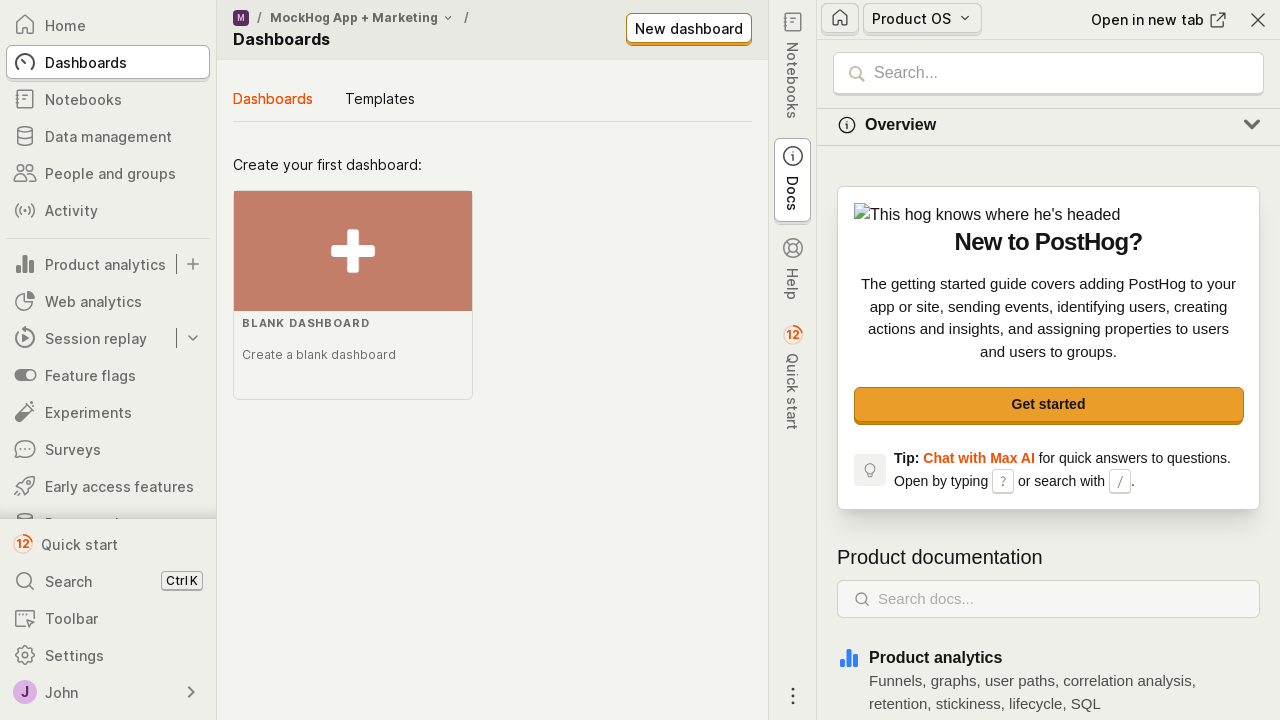 Home
Dashboards
Notebooks
Data management
People and groups
Activity
Product analytics
Web analytics
Session replay
Feature flags
Experiments
Surveys
Early access features
12 Quick start
Search Ctrl K
Toolbar
Settings
J John
M / MockHog App + Marketing /
Dashboards
New dashboard
Dashboards Templates
Create your first dashboard:
BLANK DASHBOARD
Create a blank dashboard
Notebooks
Docs
Help
12
Quick start
Product OS
Open in new tab
Search...
Overview
This hog knows where he's headed
New to PostHog?
The getting started guide covers adding PostHog to your
app or site, sending events, identifying users, creating
actions and insights, and assigning properties to users
and users to groups.
Get started
Tip: Chat with Max AI for quick answers to questions.
Open by typing ? or search with /.
Product documentation
Search docs...
Product analytics
Funnels, graphs, user paths, correlation analysis,
retention, stickiness, lifecycle, SQL